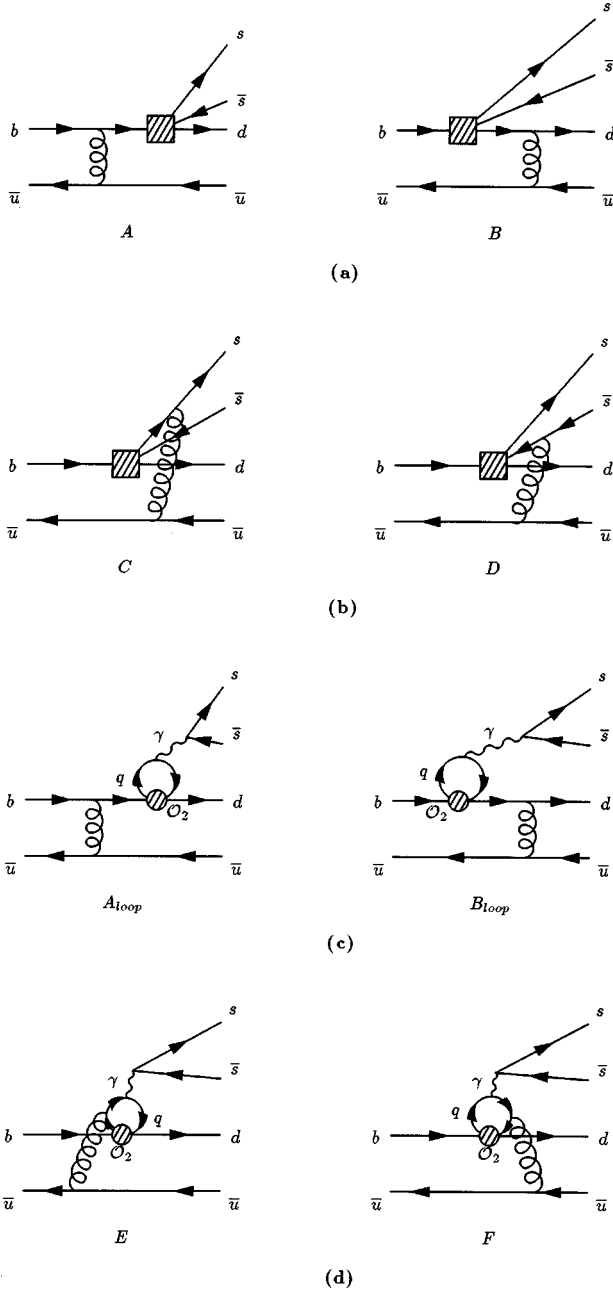 s s
s̅ s̅
b d b d
u̅ u̅ u̅ u̅
A B
(a)
s s
s̅ s̅
b d b d
u̅ u̅ u̅ u̅
C D
(b)
s s
γ s̅ γ s̅
q q
b d b d
𝒪₂ 𝒪₂
u̅ u̅ u̅ u̅
A_loop B_loop
(c)
s s
s̅ s̅
γ γ
q q
b d b d
𝒪₂ 𝒪₂
u̅ u̅ u̅ u̅
E F
(d)